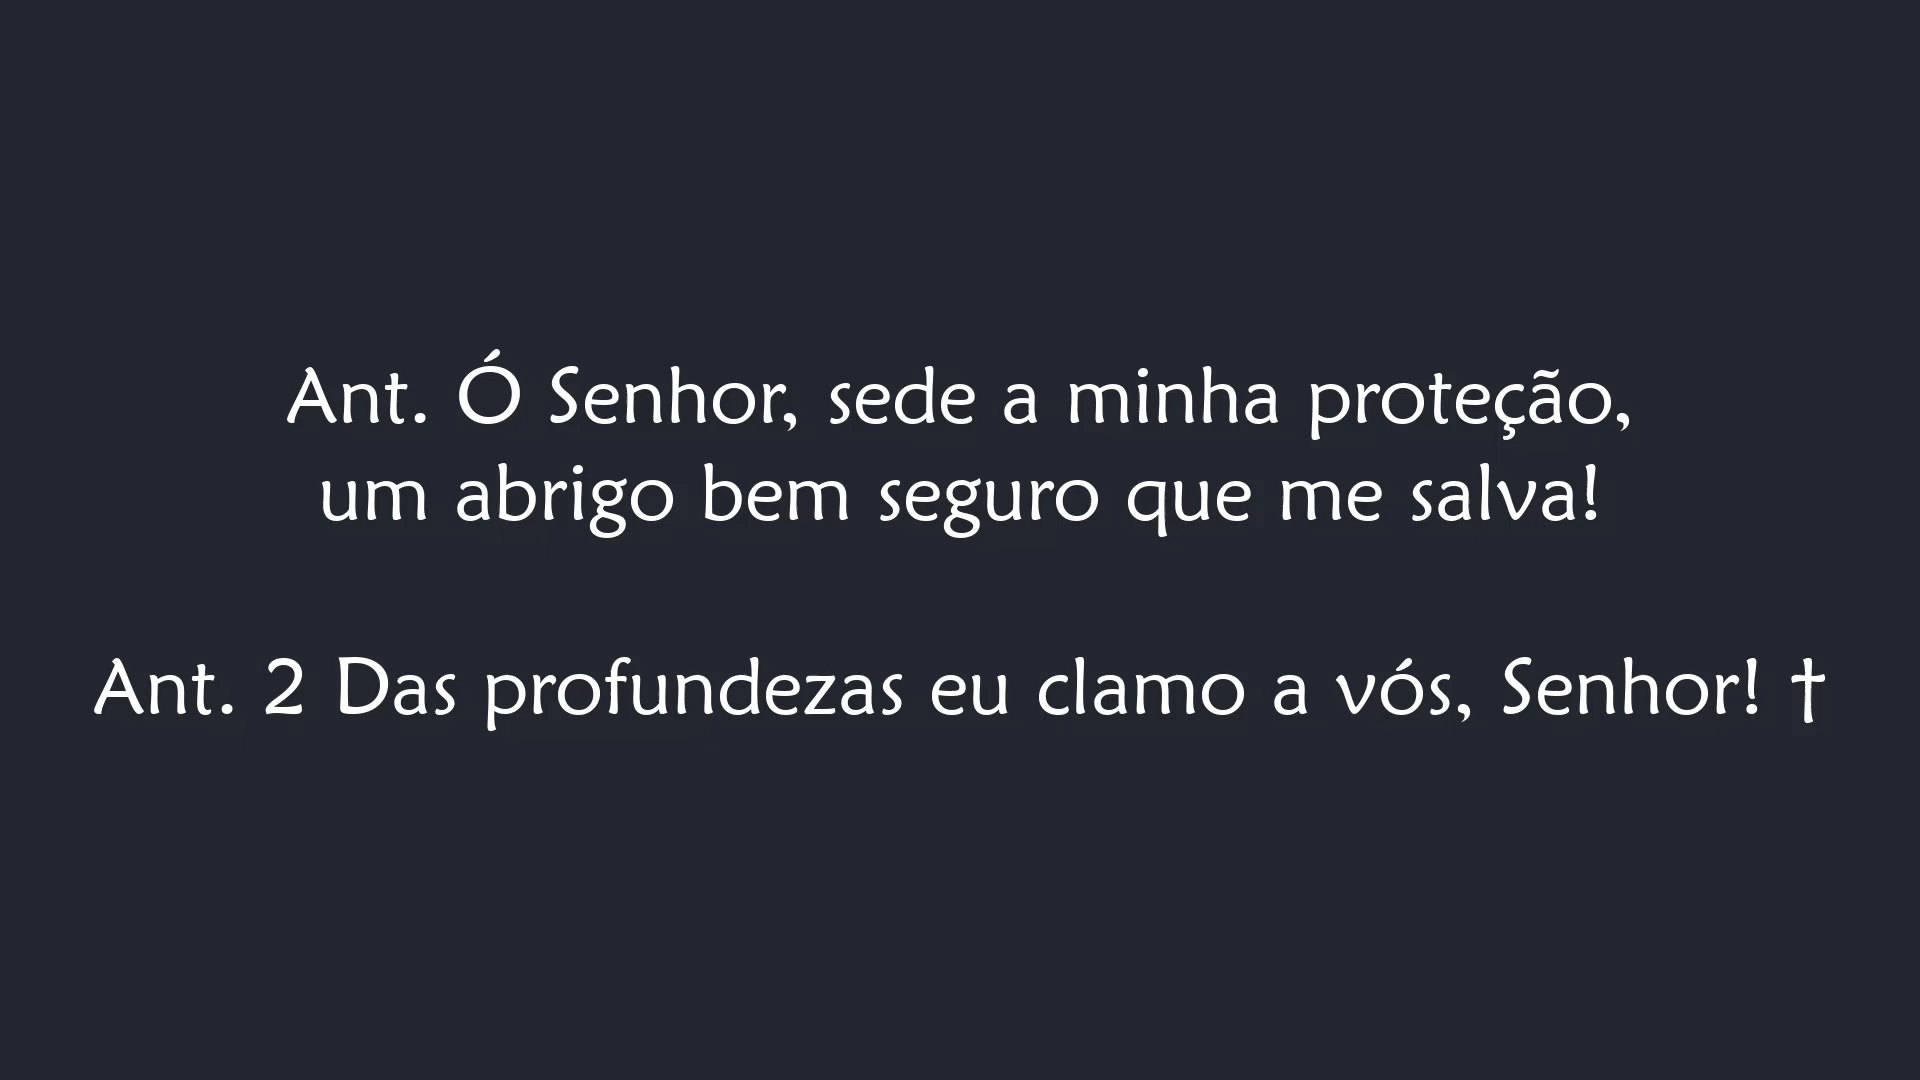 Ant. Ó Senhor, sede a minha proteção,
um abrigo bem seguro que me salva!
Ant. 2 Das profundezas eu clamo a vós, Senhor! †